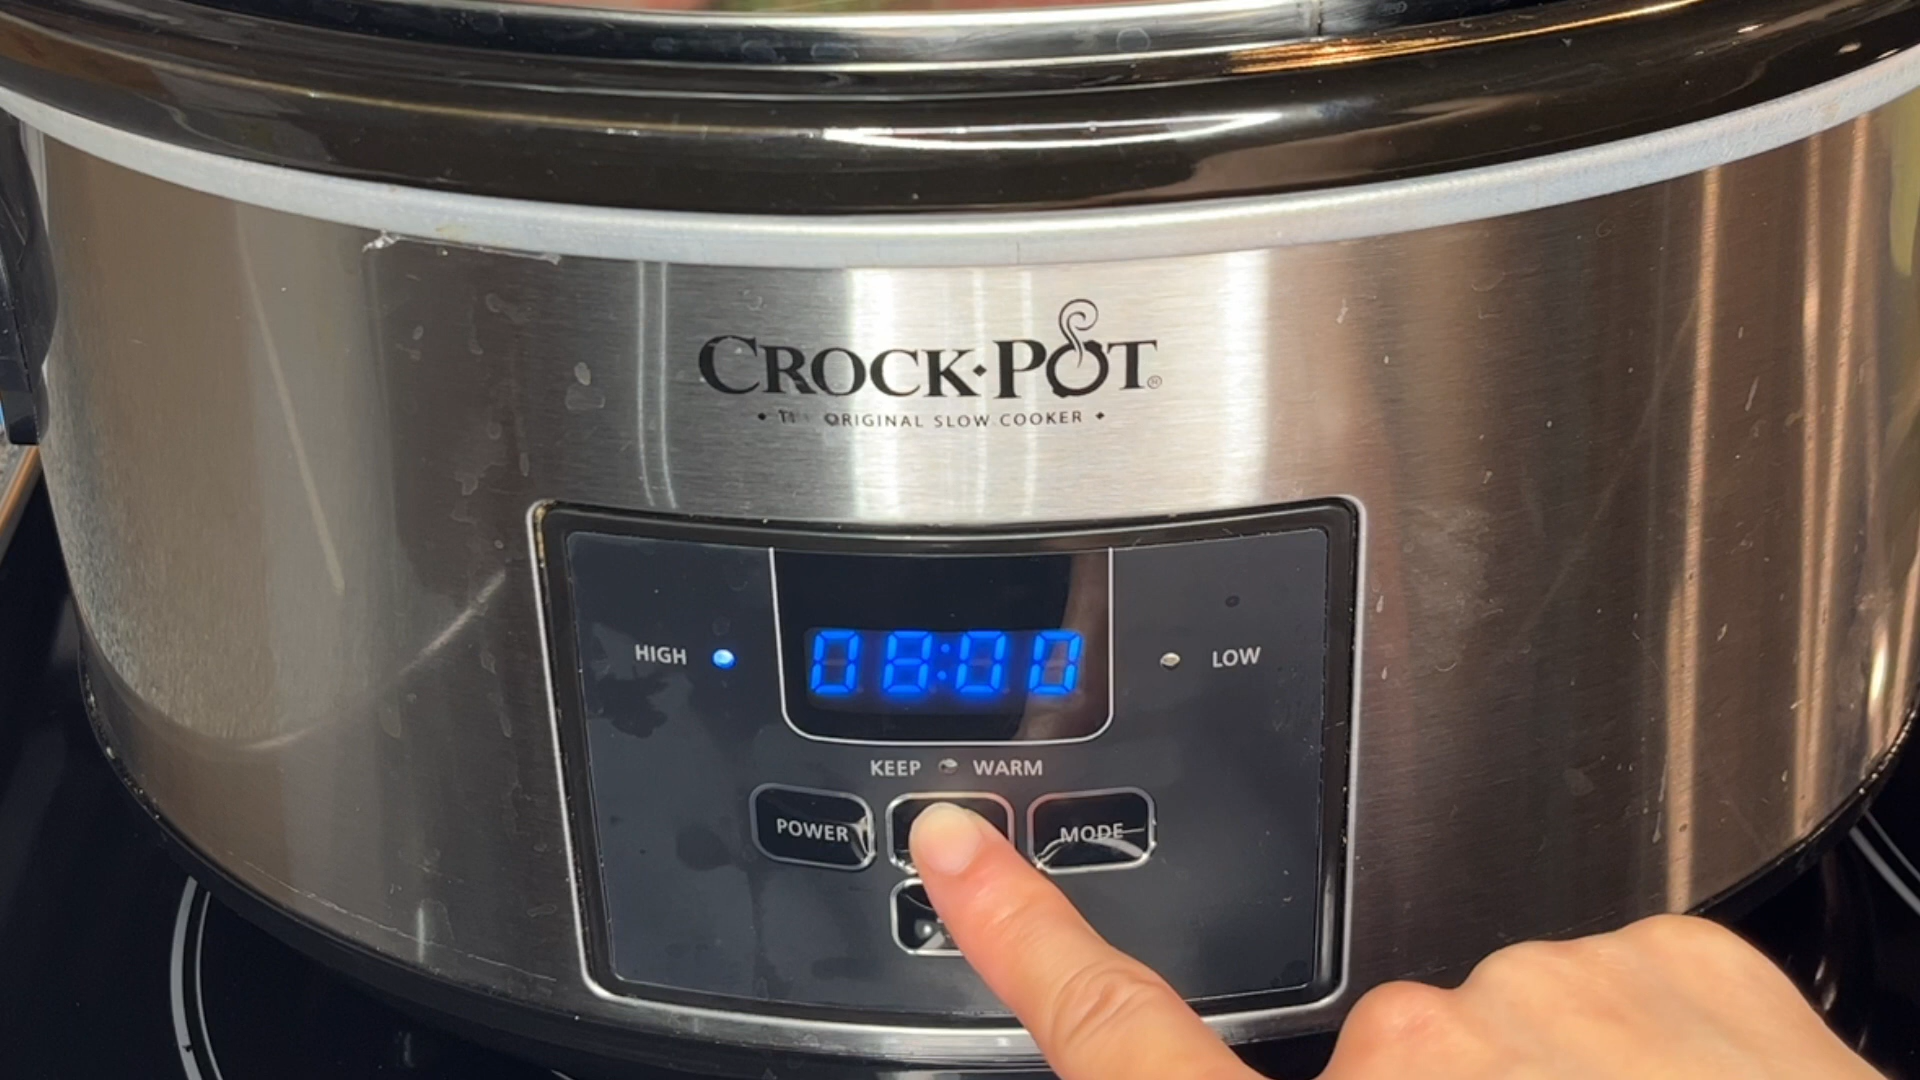 CROCK·POT®
ORIGINAL SLOW COOKER
HIGH 08:00 LOW
KEEP WARM
POWER MODE